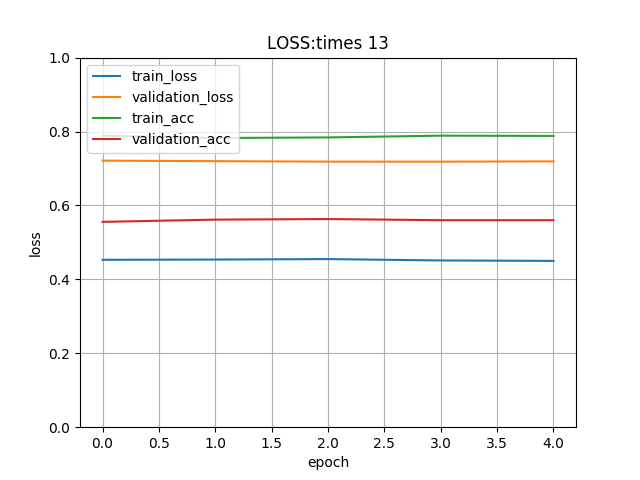 LOSS:times 13
1.0
train_loss
validation_loss
train_acc
validation_acc
0.8
0.6
loss
0.4
0.2
0.0
0.0 0.5 1.0 1.5 2.0 2.5 3.0 3.5 4.0
epoch